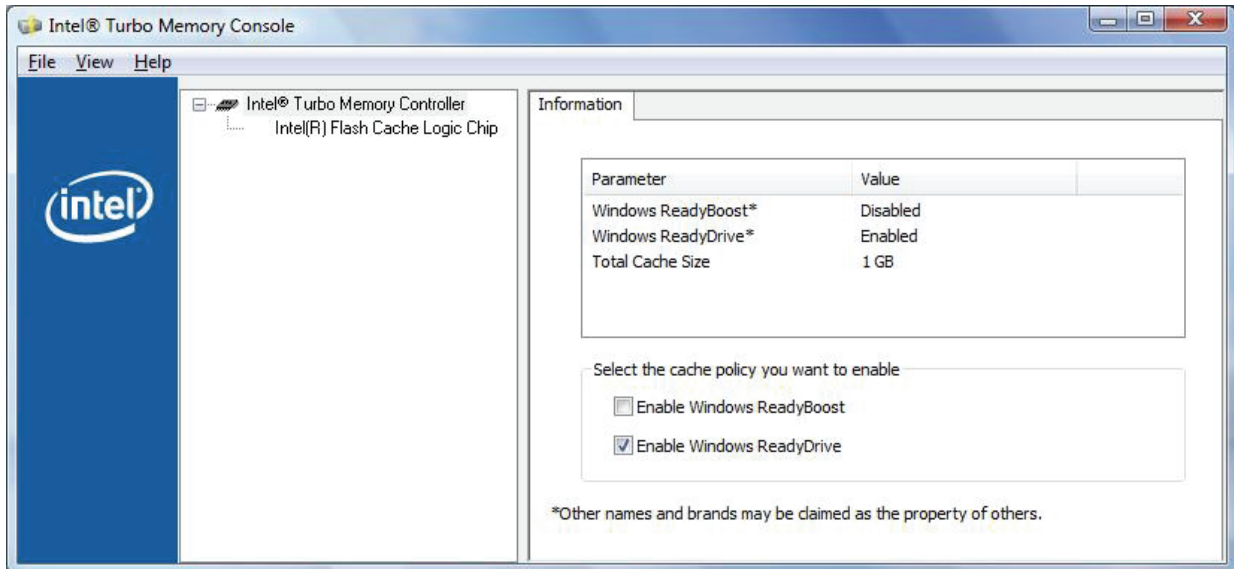 Intel® Turbo Memory Console
File View Help
intel®
Intel® Turbo Memory Controller
Intel(R) Flash Cache Logic Chip
Information
Parameter Value
Windows ReadyBoost* Disabled
Windows ReadyDrive* Enabled
Total Cache Size 1 GB
Select the cache policy you want to enable
Enable Windows ReadyBoost
Enable Windows ReadyDrive
*Other names and brands may be claimed as the property of others.